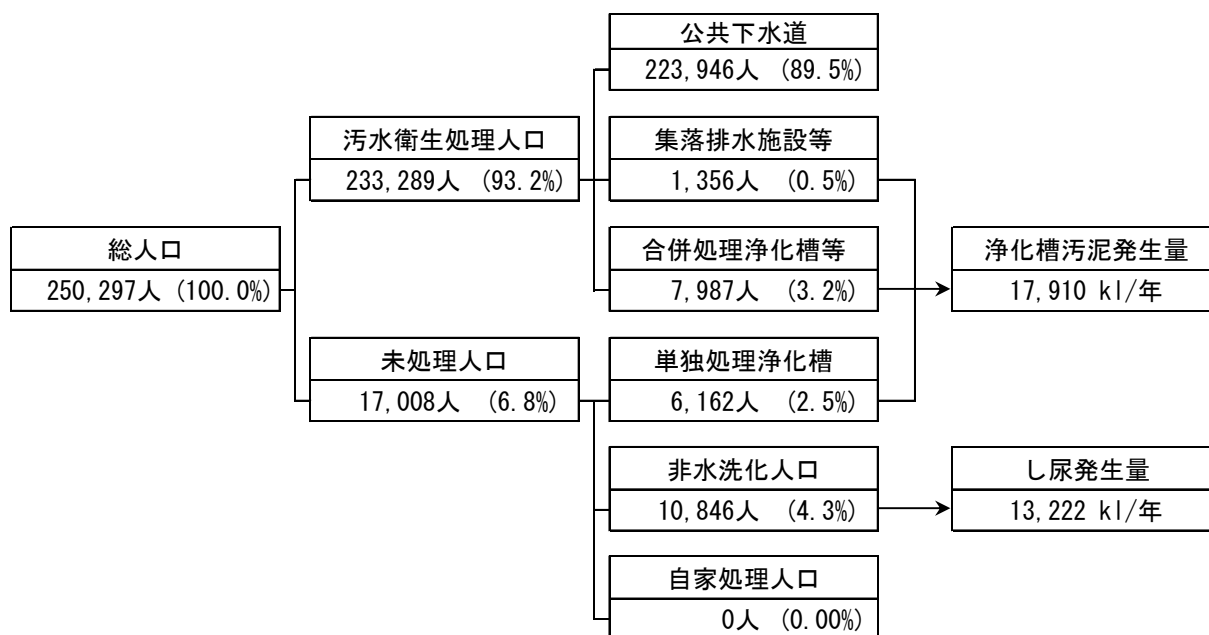 公共下水道
223,946人 (89.5%)
汚水衛生処理人口
233,289人 (93.2%)
集落排水施設等
1,356人 (0.5%)
総人口
250,297人 (100.0%)
合併処理浄化槽等
7,987人 (3.2%)
浄化槽汚泥発生量
17,910 kl/年
未処理人口
17,008人 (6.8%)
単独処理浄化槽
6,162人 (2.5%)
非水洗化人口
10,846人 (4.3%)
し尿発生量
13,222 kl/年
自家処理人口
0人 (0.00%)